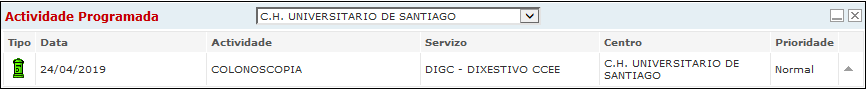 Actividade Programada C.H. UNIVERSITARIO DE SANTIAGO
Tipo Data Actividade Servizo Centro Prioridade
24/04/2019 COLONOSCOPIA DIGC - DIXESTIVO CCEE C.H. UNIVERSITARIO DE SANTIAGO Normal